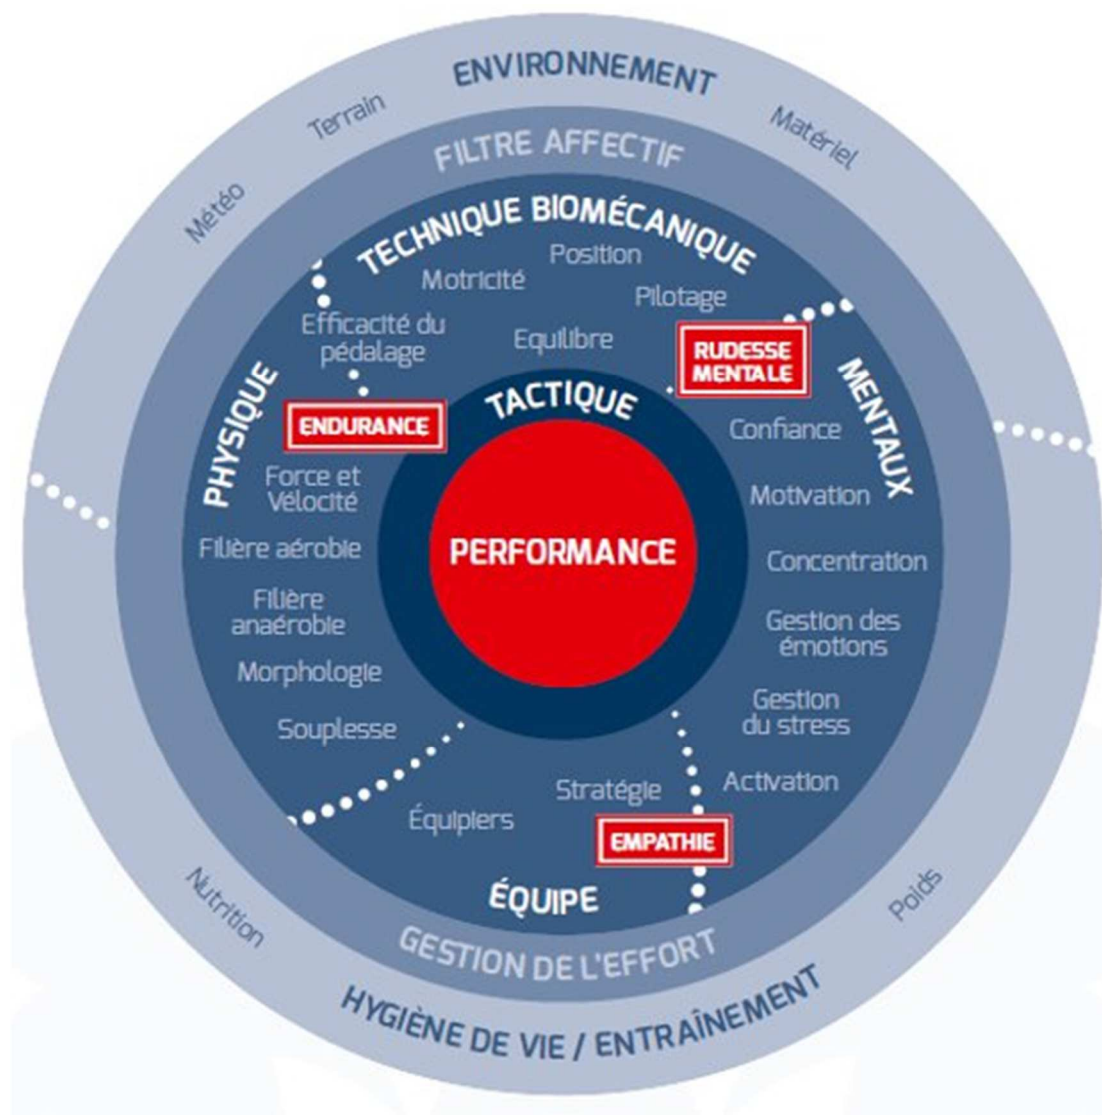 ENVIRONNEMENT
Météo
Terrain
Matériel
FILTRE AFFECTIF
TECHNIQUE BIOMÉCANIQUE
Position
Motricité
Pilotage
Efficacité du
pédalage
Equilibre
RUDESSE
MENTALE
PHYSIQUE
MENTAUX
TACTIQUE
ENDURANCE
Confiance
Force et
Vélocité
Motivation
Filière aérobie
PERFORMANCE
Concentration
Filière
anaérobie
Gestion des
émotions
Morphologie
Gestion
du stress
Souplesse
Activation
Stratégie
Équipiers
EMPATHIE
ÉQUIPE
Nutrition
Poids
GESTION DE L'EFFORT
HYGIÈNE DE VIE / ENTRAÎNEMENT